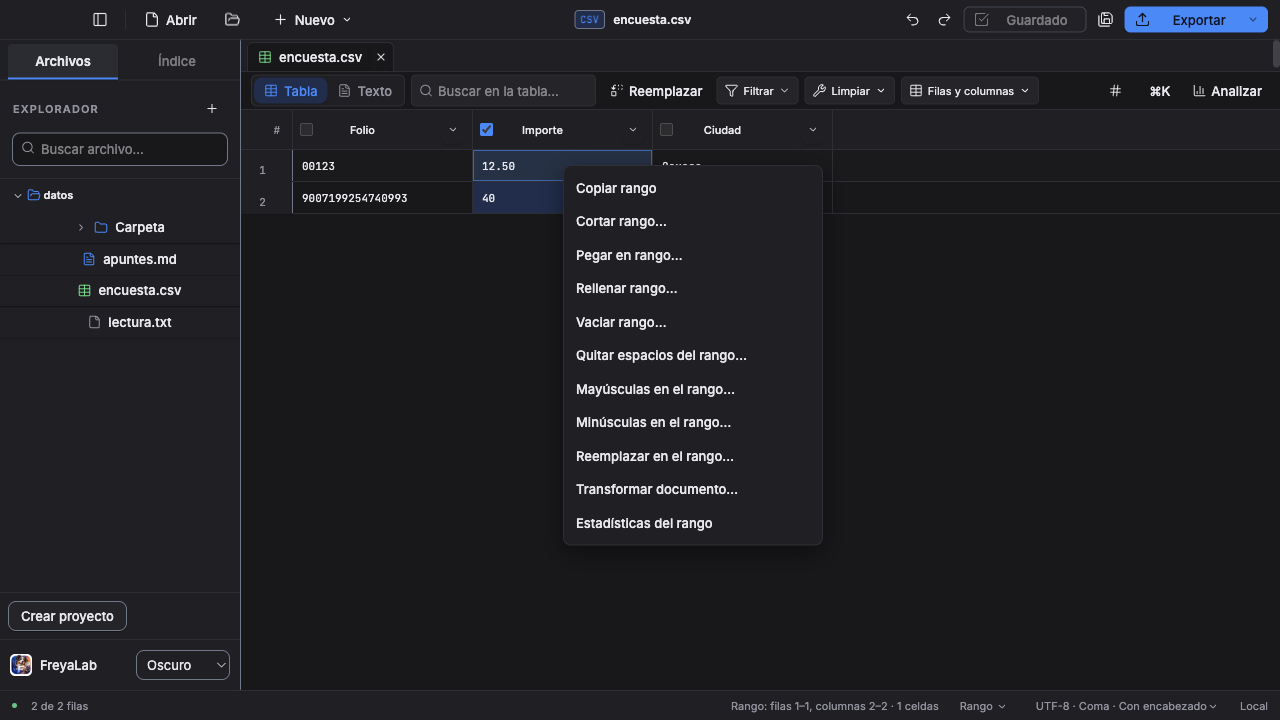 Abrir
Nuevo
CSV encuesta.csv
Guardado
Exportar
Archivos
Índice
encuesta.csv
EXPLORADOR
Tabla
Texto
Buscar en la tabla...
Reemplazar
Filtrar
Limpiar
Filas y columnas
#
⌘K
Analizar
Buscar archivo...
# Folio Importe Ciudad
1 00123 12.50
2 9007199254740993 40
datos
Carpeta
apuntes.md
encuesta.csv
lectura.txt
Copiar rango
Cortar rango...
Pegar en rango...
Rellenar rango...
Vaciar rango...
Quitar espacios del rango...
Mayúsculas en el rango...
Minúsculas en el rango...
Reemplazar en el rango...
Transformar documento...
Estadísticas del rango
Crear proyecto
FreyaLab
Oscuro
2 de 2 filas
Rango: filas 1–1, columnas 2–2 · 1 celdas
Rango
UTF-8 · Coma · Con encabezado
Local